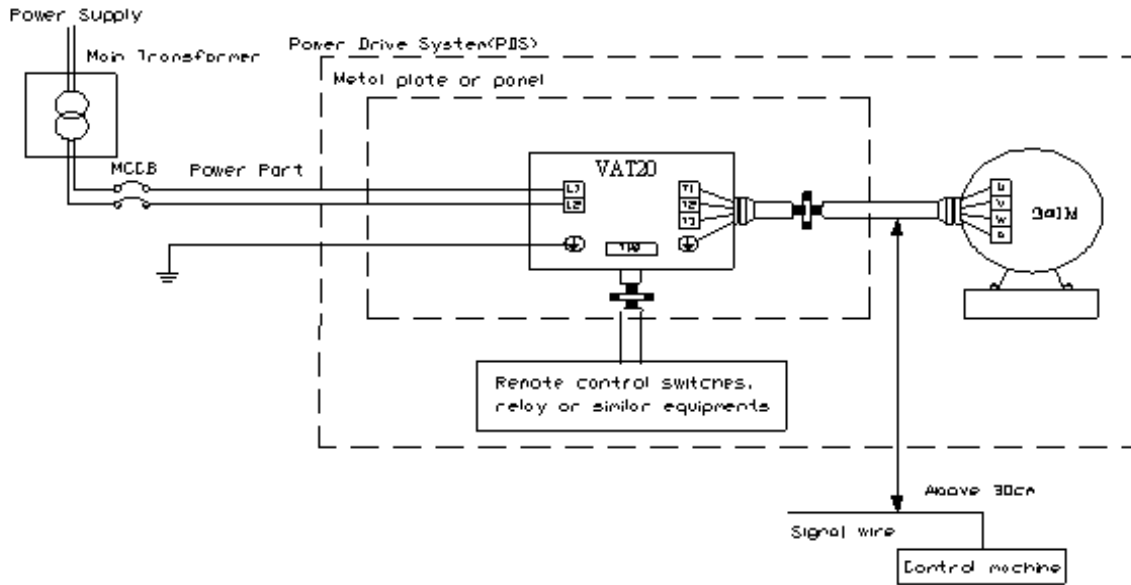 Power Supply
Main Transformer
Power Drive System(PDS)
Metal plate or panel
MCCB
Power Part
VAT20
L1
L2
T1
T2
T3
TM2
U
V
W
G
Remote control switches,
relay or similar equipments
Above 30cm
Signal wire
Control machine